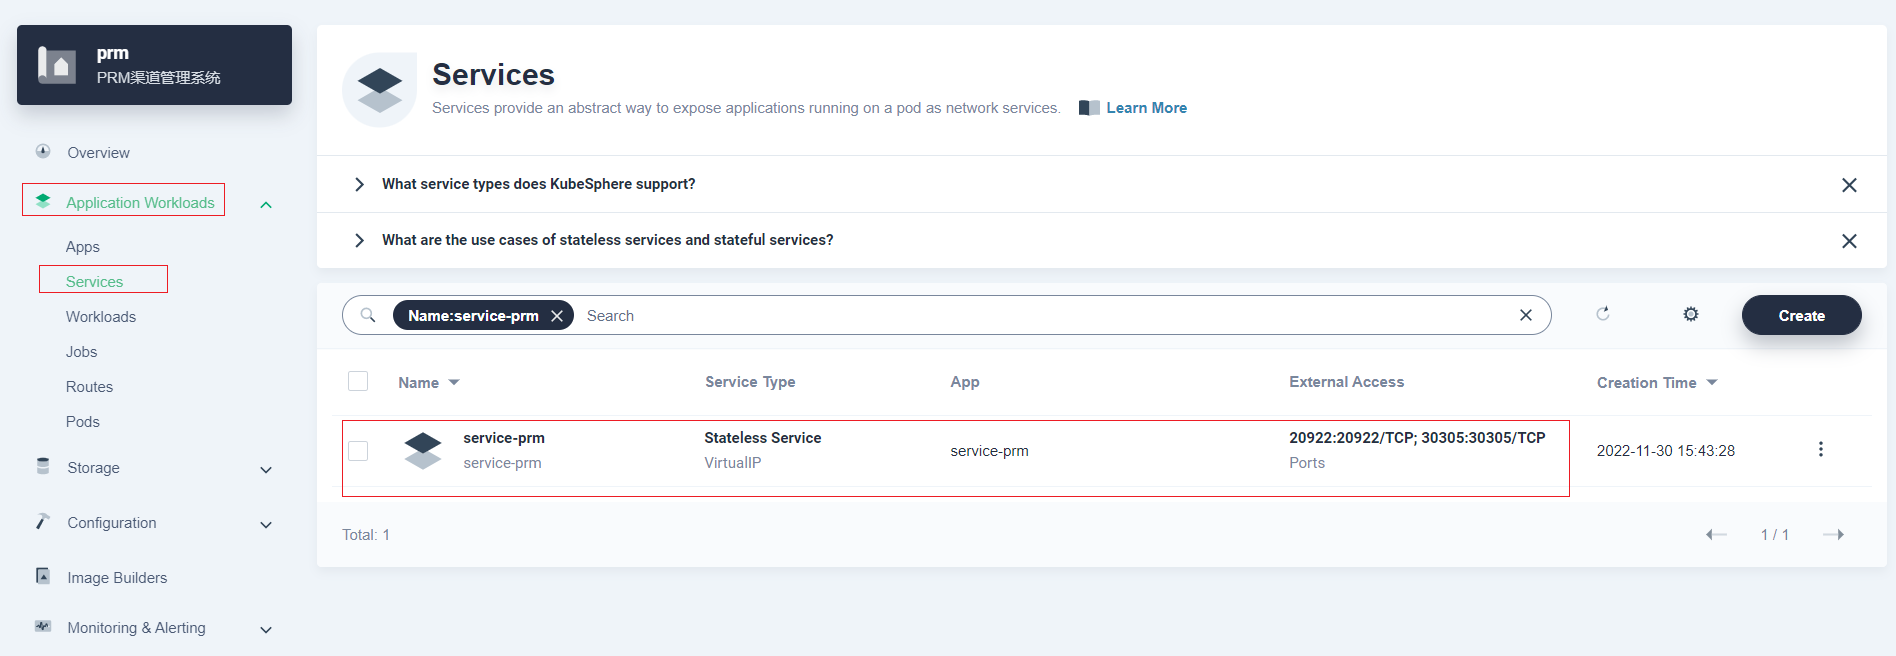 prm
PRM渠道管理系统
Overview
Application Workloads
Apps
Services
Workloads
Jobs
Routes
Pods
Storage
Configuration
Image Builders
Monitoring & Alerting
Services
Services provide an abstract way to expose applications running on a pod as network services. Learn More
What service types does KubeSphere support?
What are the use cases of stateless services and stateful services?
Name:service-prm Search
Create
Name Service Type App External Access Creation Time
service-prm Stateless Service 20922:20922/TCP; 30305:30305/TCP
service-prm 2022-11-30 15:43:28
service-prm VirtualIP Ports
Total: 1
1 / 1